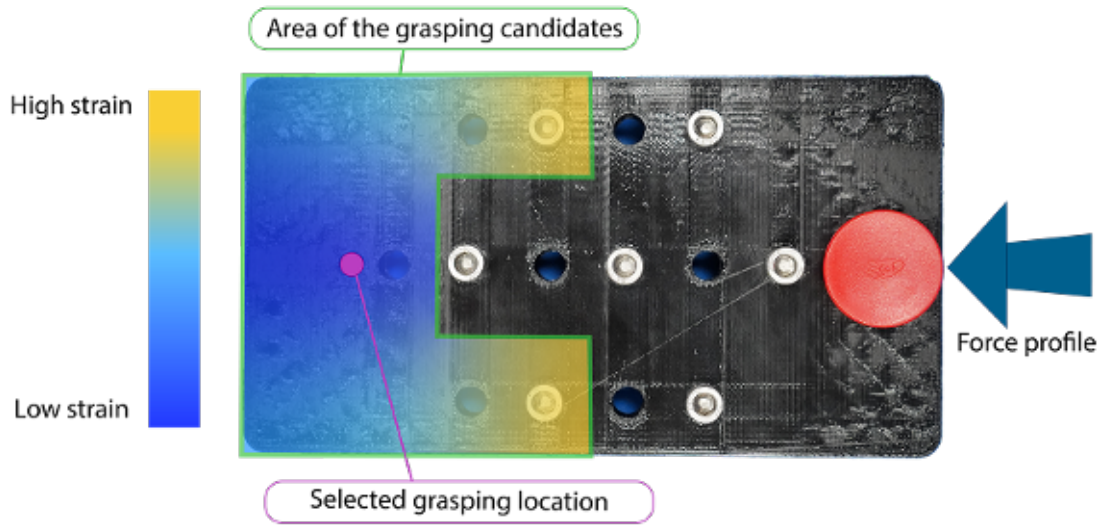 Area of the grasping candidates
High strain
Low strain
Force profile
Selected grasping location